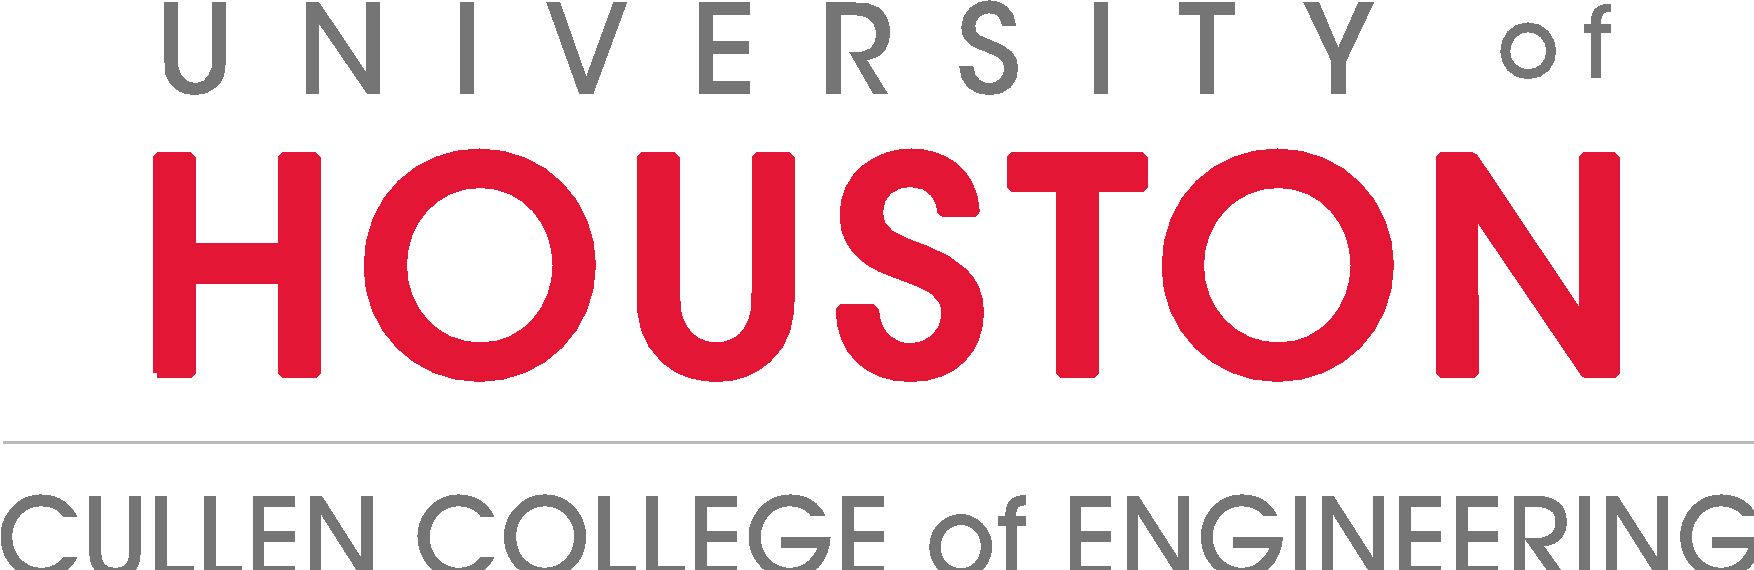 UNIVERSITY of
HOUSTON
CULLEN COLLEGE of ENGINEERING